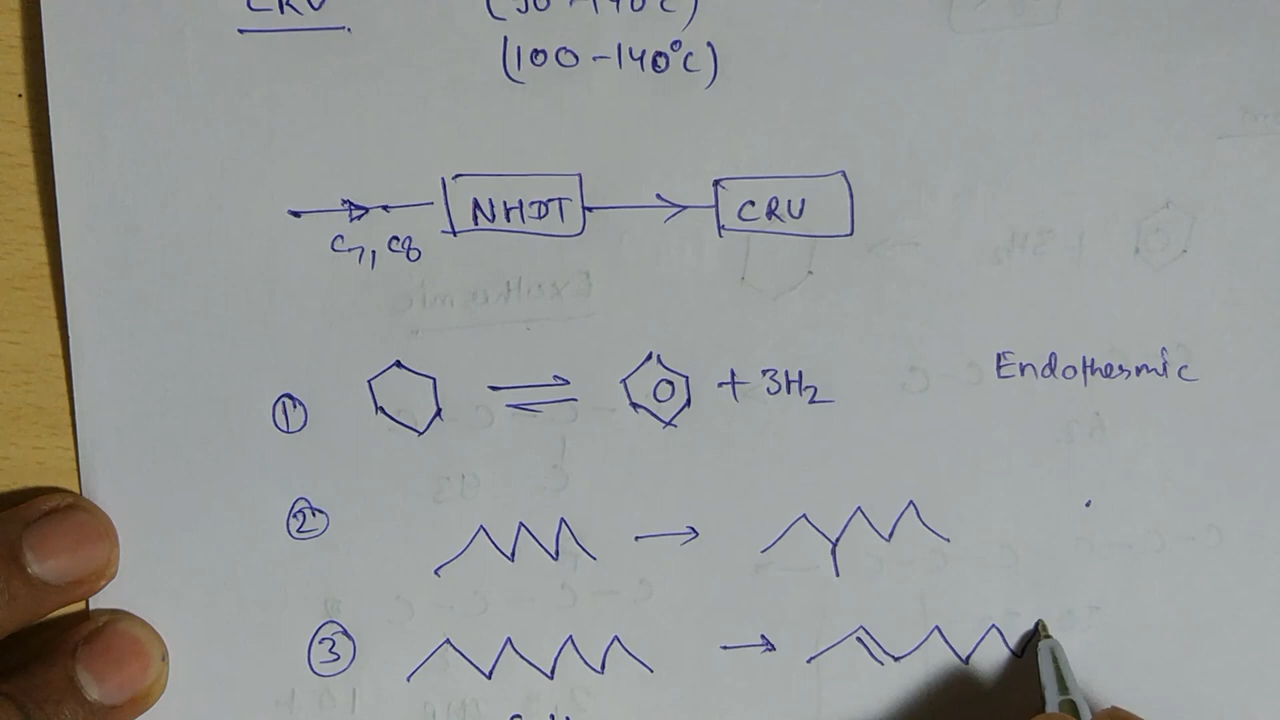 CRU
(100-140°C)
NHDT
CRU
C7, C8
① + 3H2 Endothermic
②
③